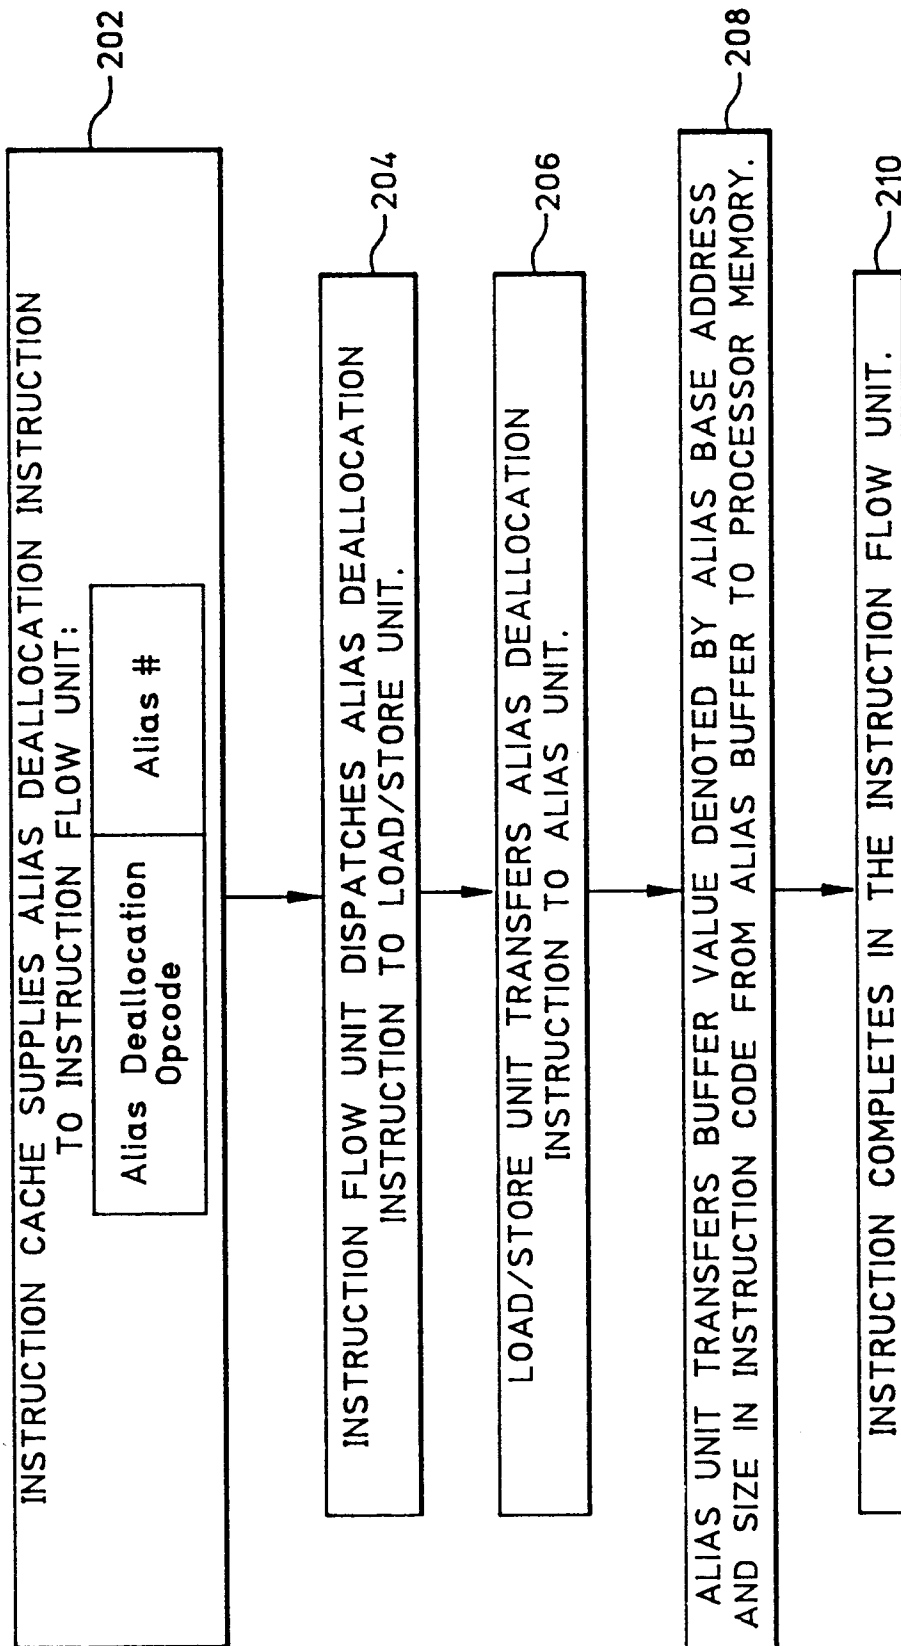 INSTRUCTION CACHE SUPPLIES ALIAS DEALLOCATION INSTRUCTION
TO INSTRUCTION FLOW UNIT:
Alias Deallocation
Opcode
Alias #
202
INSTRUCTION FLOW UNIT DISPATCHES ALIAS DEALLOCATION
INSTRUCTION TO LOAD/STORE UNIT.
204
LOAD/STORE UNIT TRANSFERS ALIAS DEALLOCATION
INSTRUCTION TO ALIAS UNIT.
206
ALIAS UNIT TRANSFERS BUFFER VALUE DENOTED BY ALIAS BASE ADDRESS
AND SIZE IN INSTRUCTION CODE FROM ALIAS BUFFER TO PROCESSOR MEMORY.
208
INSTRUCTION COMPLETES IN THE INSTRUCTION FLOW UNIT.
210